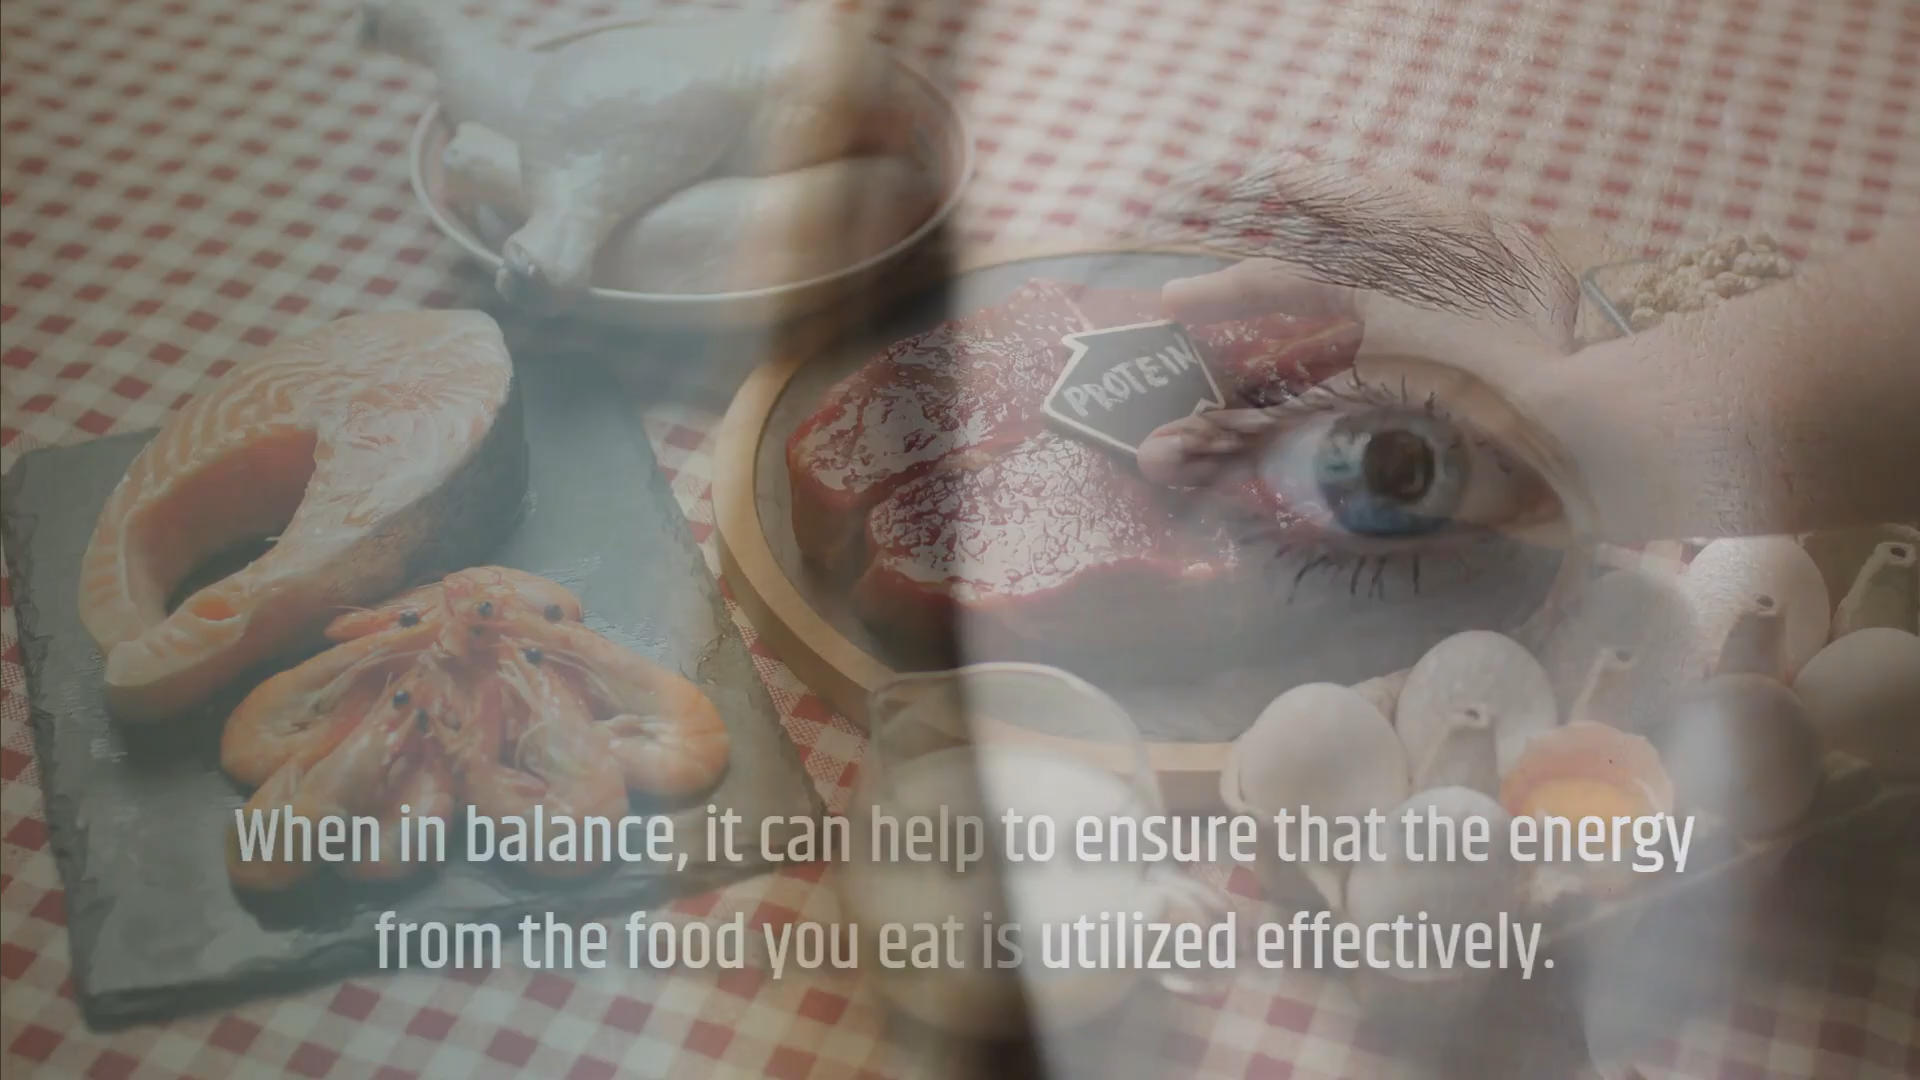 PROTEIN
When in balance, it can help to ensure that the energy
from the food you eat is utilized effectively.